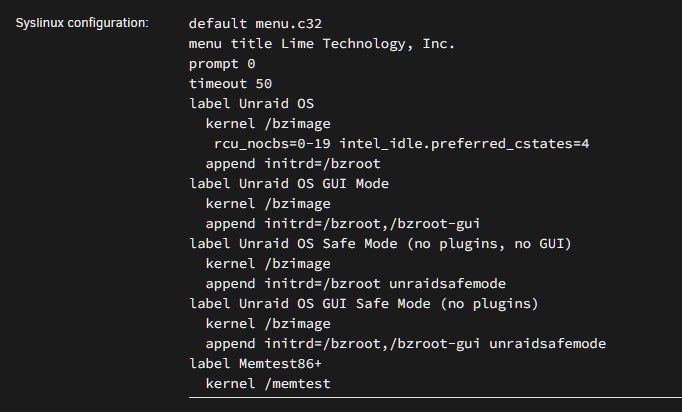 Syslinux configuration:
default menu.c32
menu title Lime Technology, Inc.
prompt 0
timeout 50
label Unraid OS
  kernel /bzimage
   rcu_nocbs=0-19 intel_idle.preferred_cstates=4
  append initrd=/bzroot
label Unraid OS GUI Mode
  kernel /bzimage
  append initrd=/bzroot,/bzroot-gui
label Unraid OS Safe Mode (no plugins, no GUI)
  kernel /bzimage
  append initrd=/bzroot unraidsafemode
label Unraid OS GUI Safe Mode (no plugins)
  kernel /bzimage
  append initrd=/bzroot,/bzroot-gui unraidsafemode
label Memtest86+
  kernel /memtest